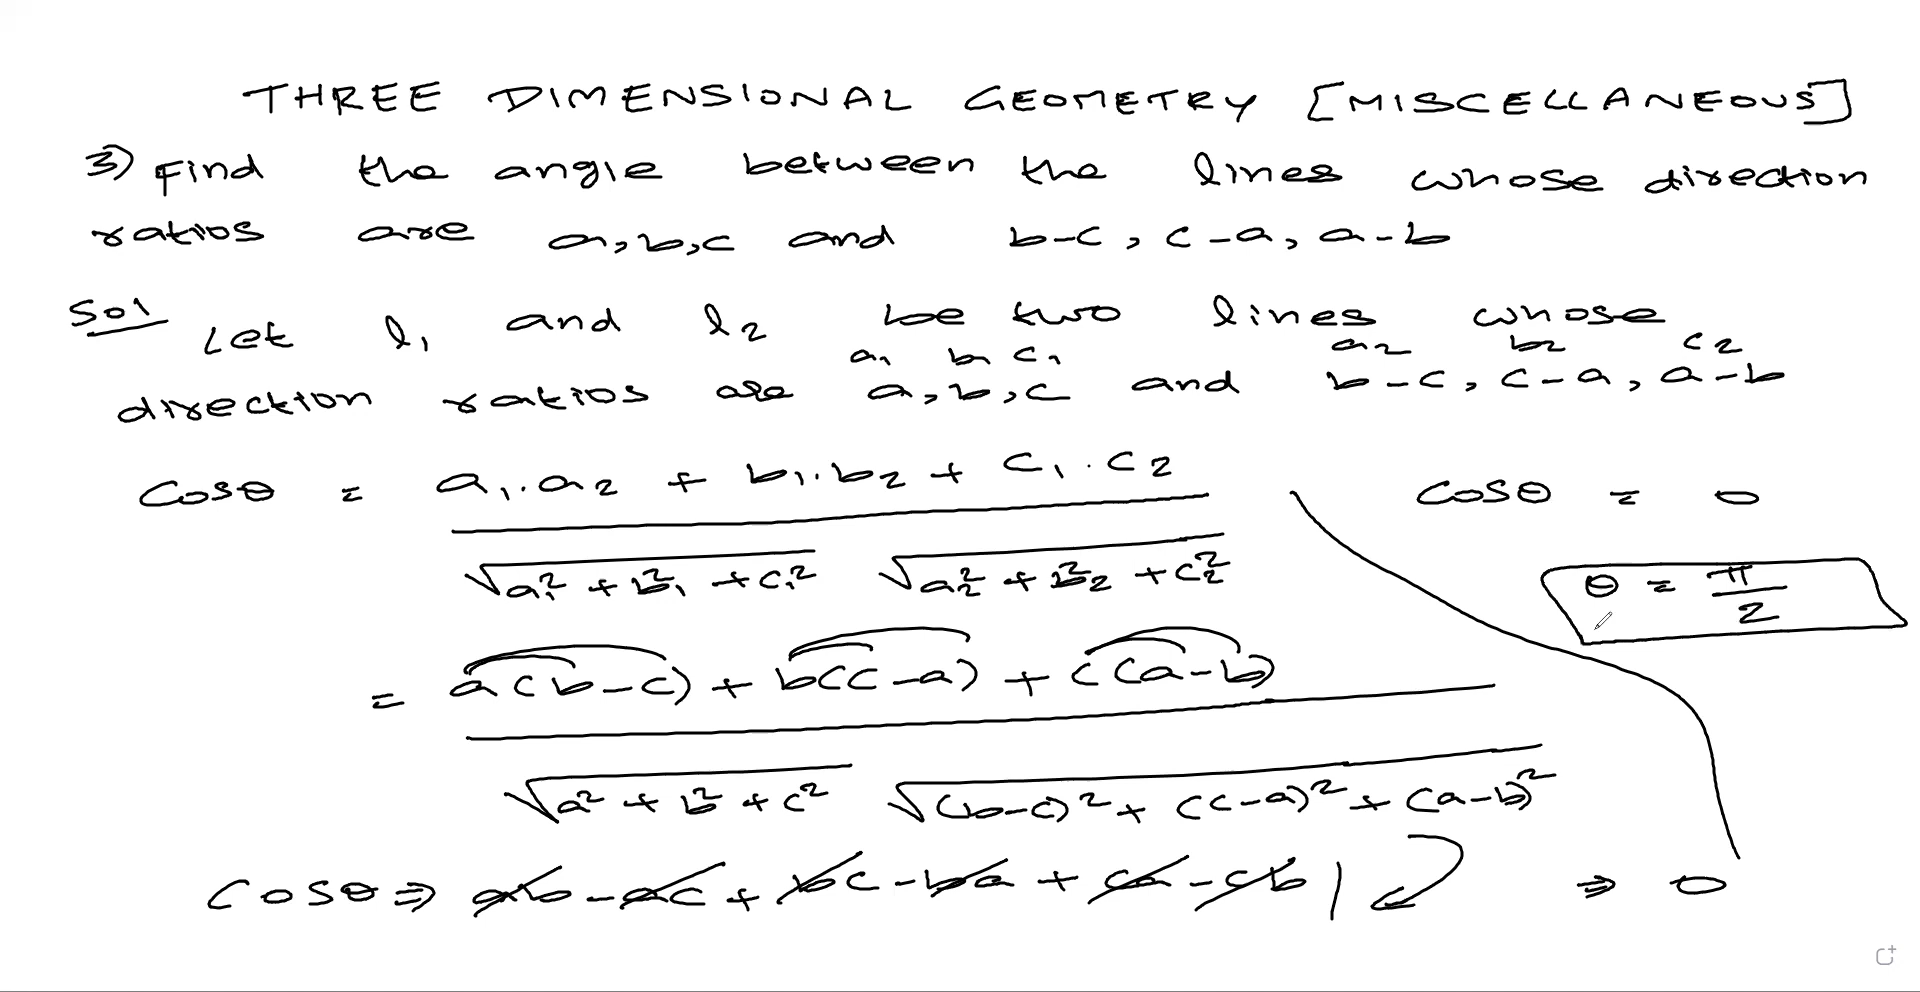 THREE DIMENSIONAL GEOMETRY [MISCELLANEOUS]
3) Find the angle between the lines whose direction
ratios are a, b, c and b-c, c-a, a-b
Sol Let l₁ and l₂ be two lines whose
a₁ b₁ c₁ a₂ b₂ c₂
direction ratios are a, b, c and b-c, c-a, a-b
Cosθ = a₁.a₂ + b₁.b₂ + c₁.c₂
√a₁² + b₁² + c₁² √a₂² + b₂² + c₂²
= a(b-c) + b(c-a) + c(a-b)
√a² + b² + c² √(b-c)² + (c-a)² + (a-b)²
Cosθ ⇒ ab - ac + bc - ba + ca - cb | ⇒ 0
Cosθ = 0
θ = π
2